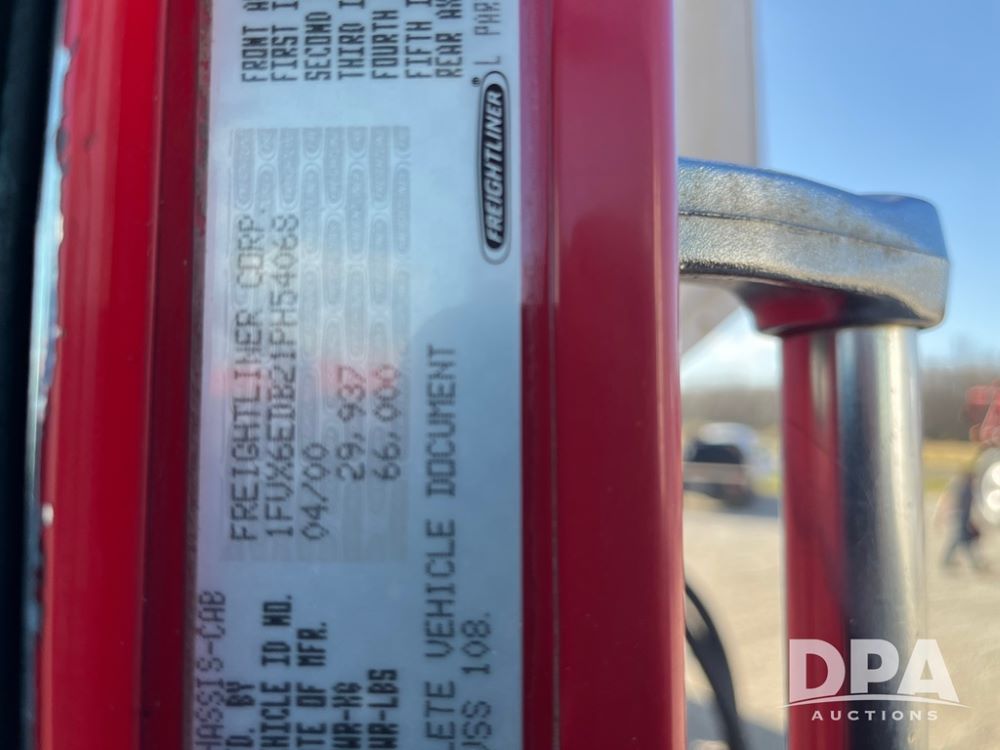 HASSIS-CAB
D. BY FREIGHTLINER CORP.
HICLE ID NO. 1FVX6EDB21PH54068
TE OF MFR. 04/00
WR-KG 29,937
WR-LBS 66,000
LETE VEHICLE DOCUMENT
VSS 108.
FRONT A
FIRST I
SECOND
THIRD I
FOURTH
FIFTH I
REAR AX
L PAR
FREIGHTLINER
DPA
AUCTIONS